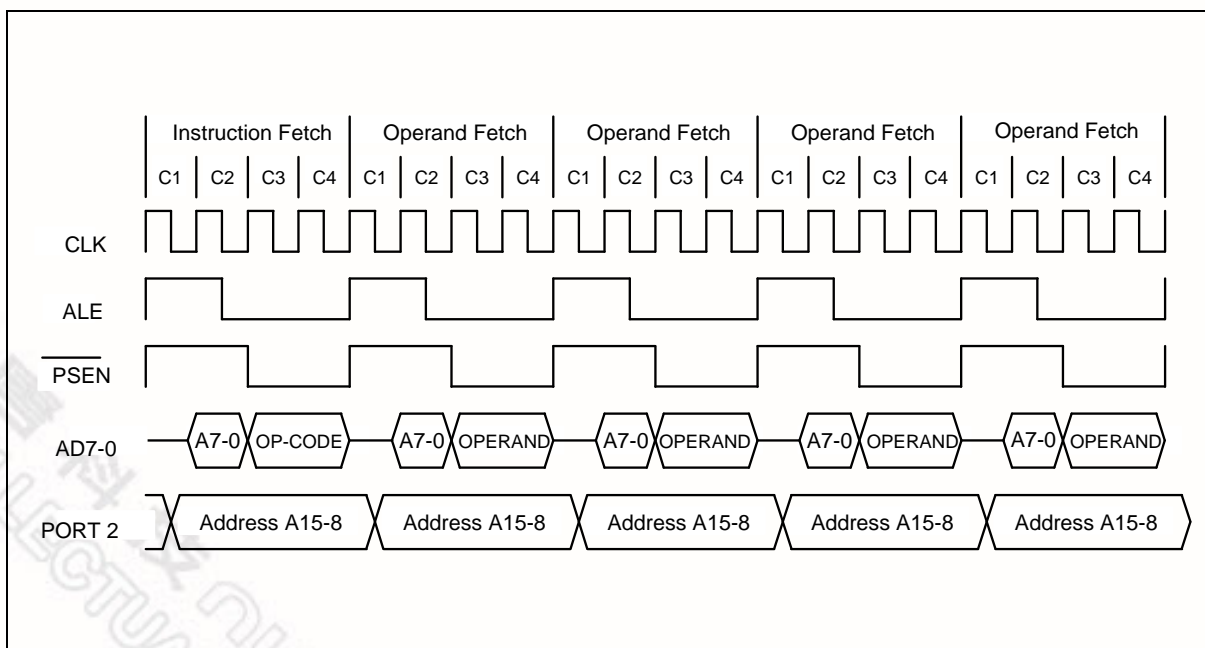 Instruction Fetch Operand Fetch Operand Fetch Operand Fetch Operand Fetch
C1 C2 C3 C4 C1 C2 C3 C4 C1 C2 C3 C4 C1 C2 C3 C4 C1 C2 C3 C4
CLK
ALE
PSEN
AD7-0 A7-0 OP-CODE A7-0 OPERAND A7-0 OPERAND A7-0 OPERAND A7-0 OPERAND
PORT 2 Address A15-8 Address A15-8 Address A15-8 Address A15-8 Address A15-8